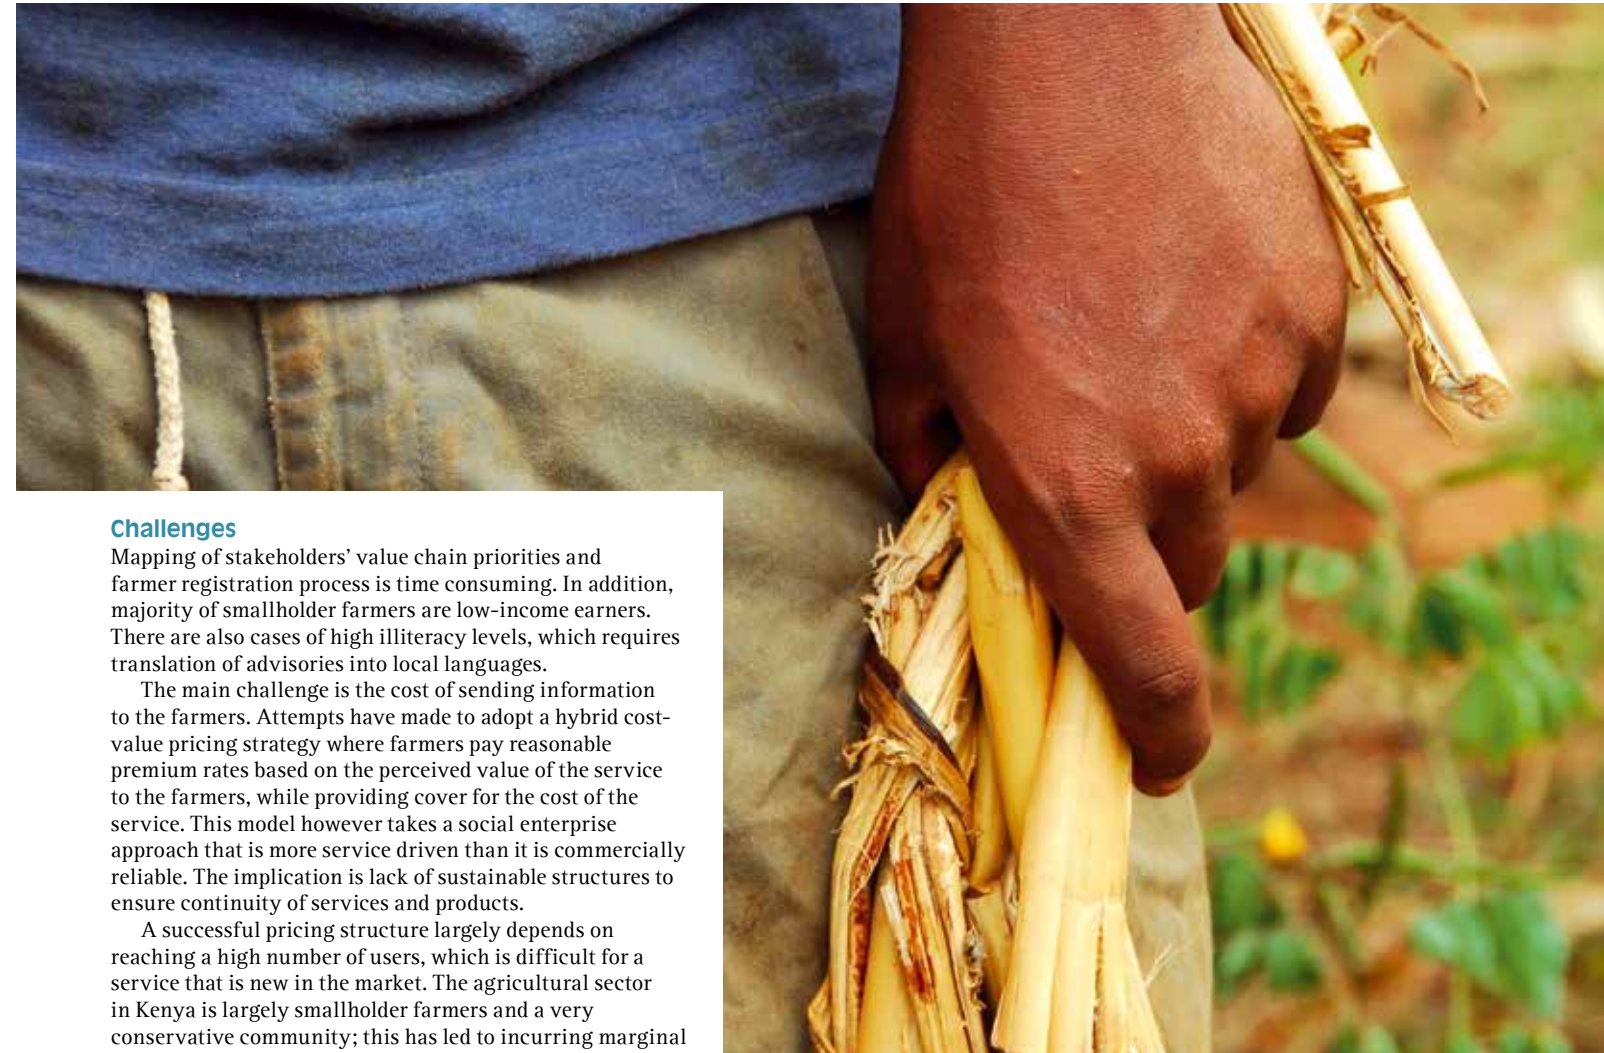 Challenges
Mapping of stakeholders’ value chain priorities and
farmer registration process is time consuming. In addition,
majority of smallholder farmers are low-income earners.
There are also cases of high illiteracy levels, which requires
translation of advisories into local languages.
The main challenge is the cost of sending information
to the farmers. Attempts have made to adopt a hybrid cost-
value pricing strategy where farmers pay reasonable
premium rates based on the perceived value of the service
to the farmers, while providing cover for the cost of the
service. This model however takes a social enterprise
approach that is more service driven than it is commercially
reliable. The implication is lack of sustainable structures to
ensure continuity of services and products.
A successful pricing structure largely depends on
reaching a high number of users, which is difficult for a
service that is new in the market. The agricultural sector
in Kenya is largely smallholder farmers and a very
conservative community; this has led to incurring marginal